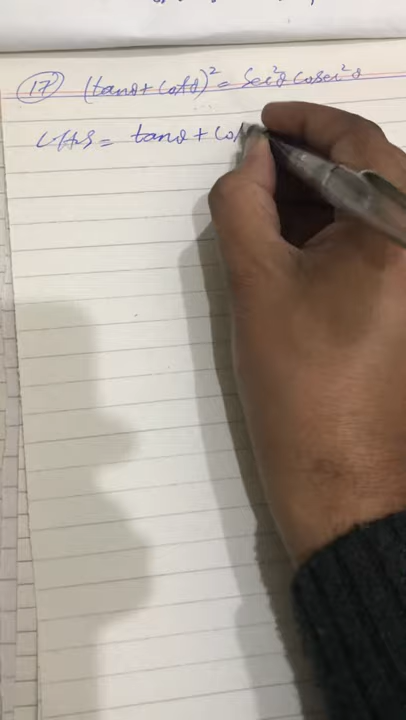 17 (tanθ + cotθ)² = Sec²θ Cosec²θ
LHS = tanθ + Co